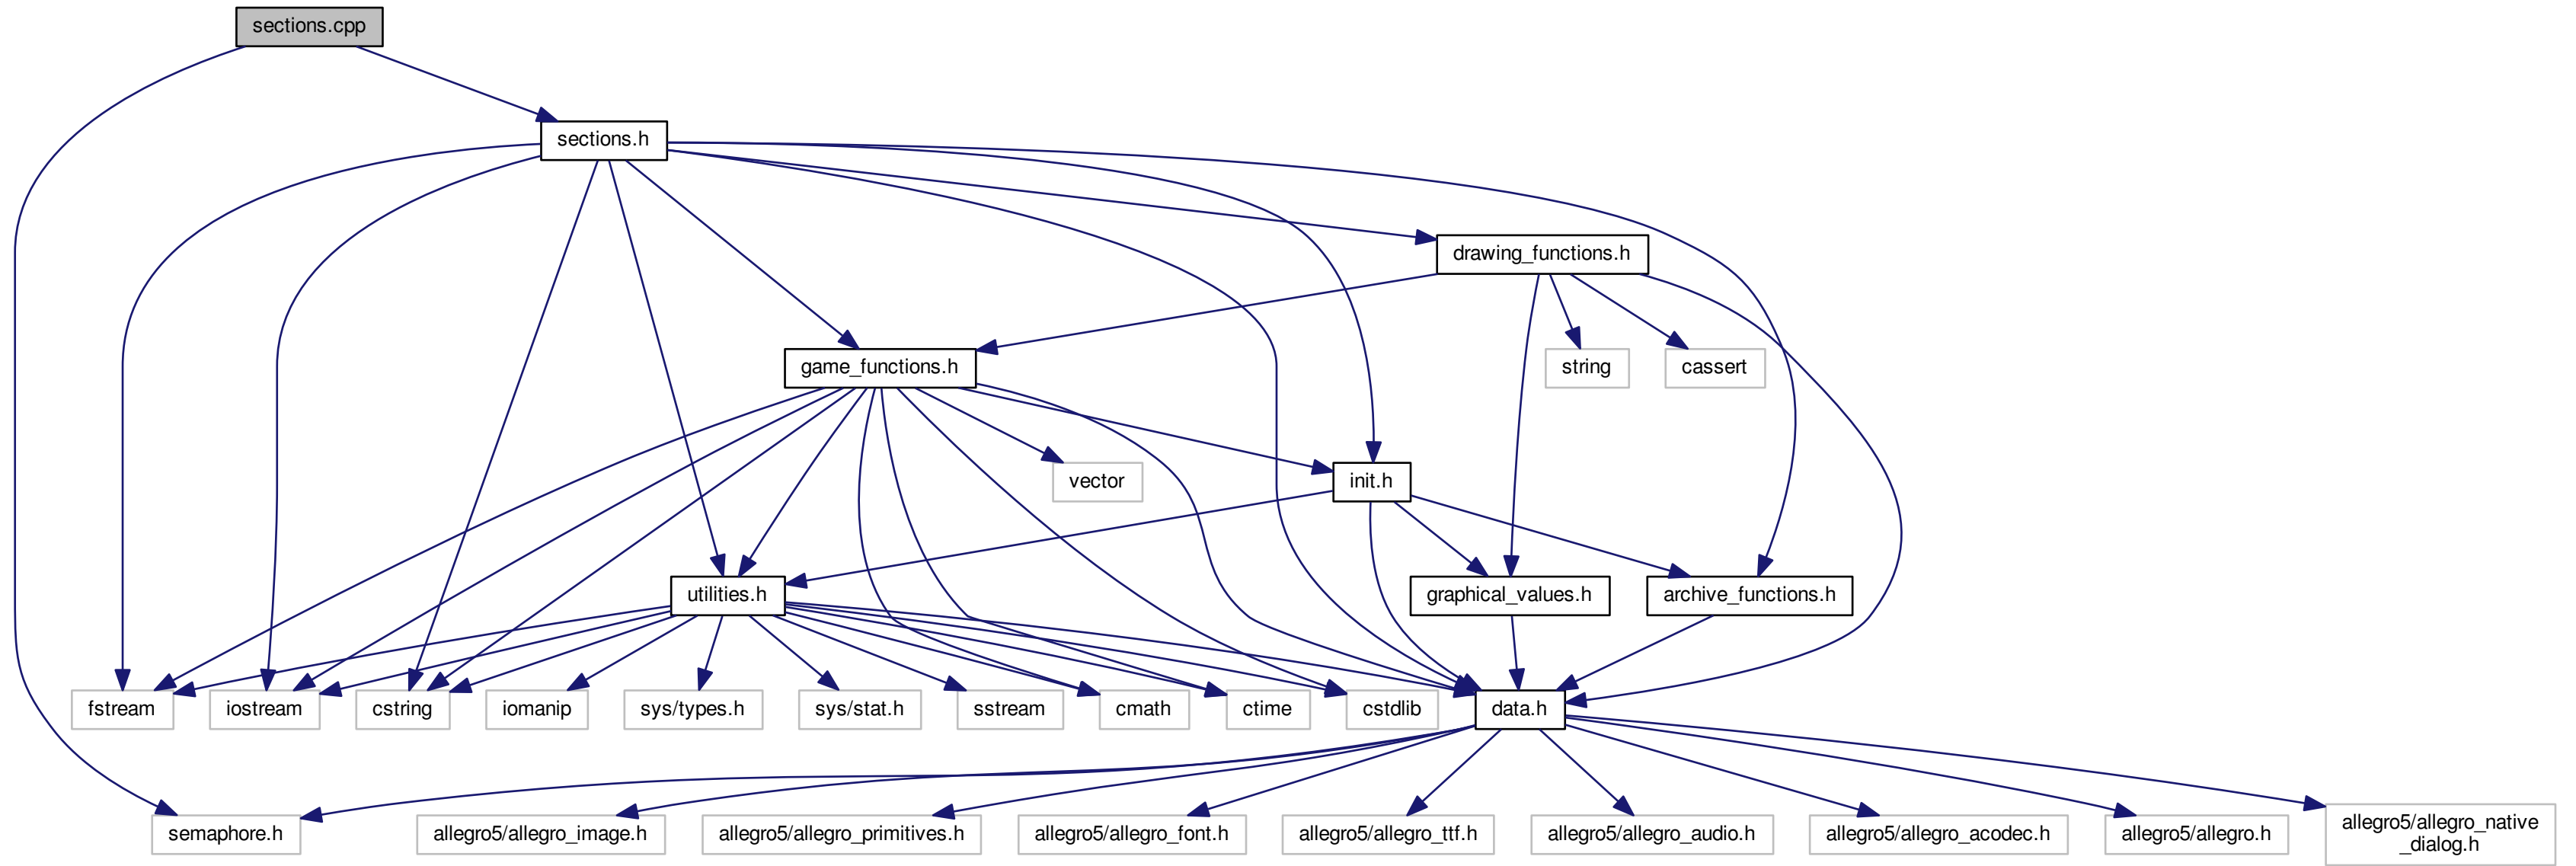 sections.cpp
sections.h
drawing_functions.h
game_functions.h
string
cassert
vector
init.h
utilities.h
graphical_values.h
archive_functions.h
fstream
iostream
cstring
iomanip
sys/types.h
sys/stat.h
sstream
cmath
ctime
cstdlib
data.h
semaphore.h
allegro5/allegro_image.h
allegro5/allegro_primitives.h
allegro5/allegro_font.h
allegro5/allegro_ttf.h
allegro5/allegro_audio.h
allegro5/allegro_acodec.h
allegro5/allegro.h
allegro5/allegro_native
_dialog.h